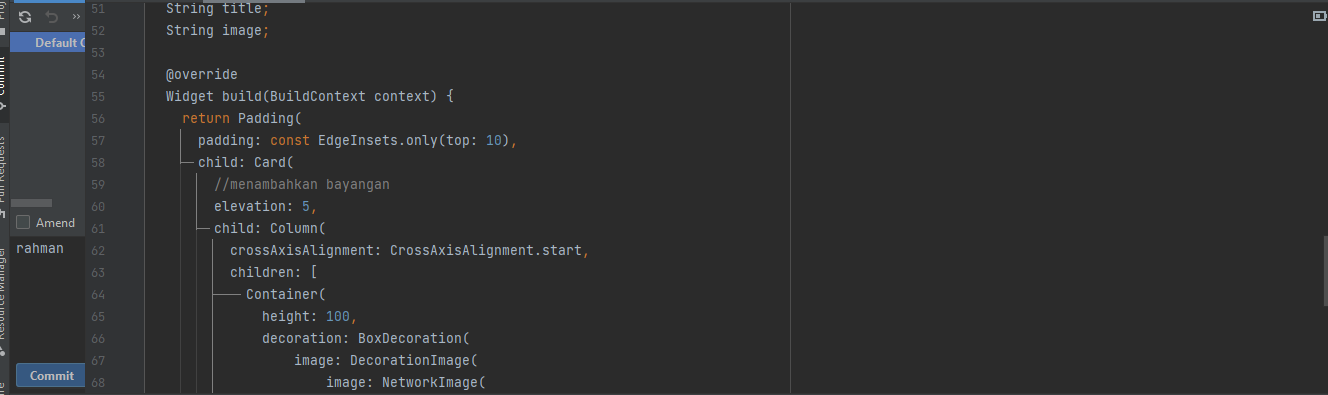 51 String title;
52 String image;
53
54 @override
55 Widget build(BuildContext context) {
56 return Padding(
57 padding: const EdgeInsets.only(top: 10),
58 child: Card(
59 //menambahkan bayangan
60 elevation: 5,
61 child: Column(
62 crossAxisAlignment: CrossAxisAlignment.start,
63 children: [
64 Container(
65 height: 100,
66 decoration: BoxDecoration(
67 image: DecorationImage(
68 image: NetworkImage(
»
Default C
Amend
rahman
Commit
Commit
Pull Requests
Resource Manager